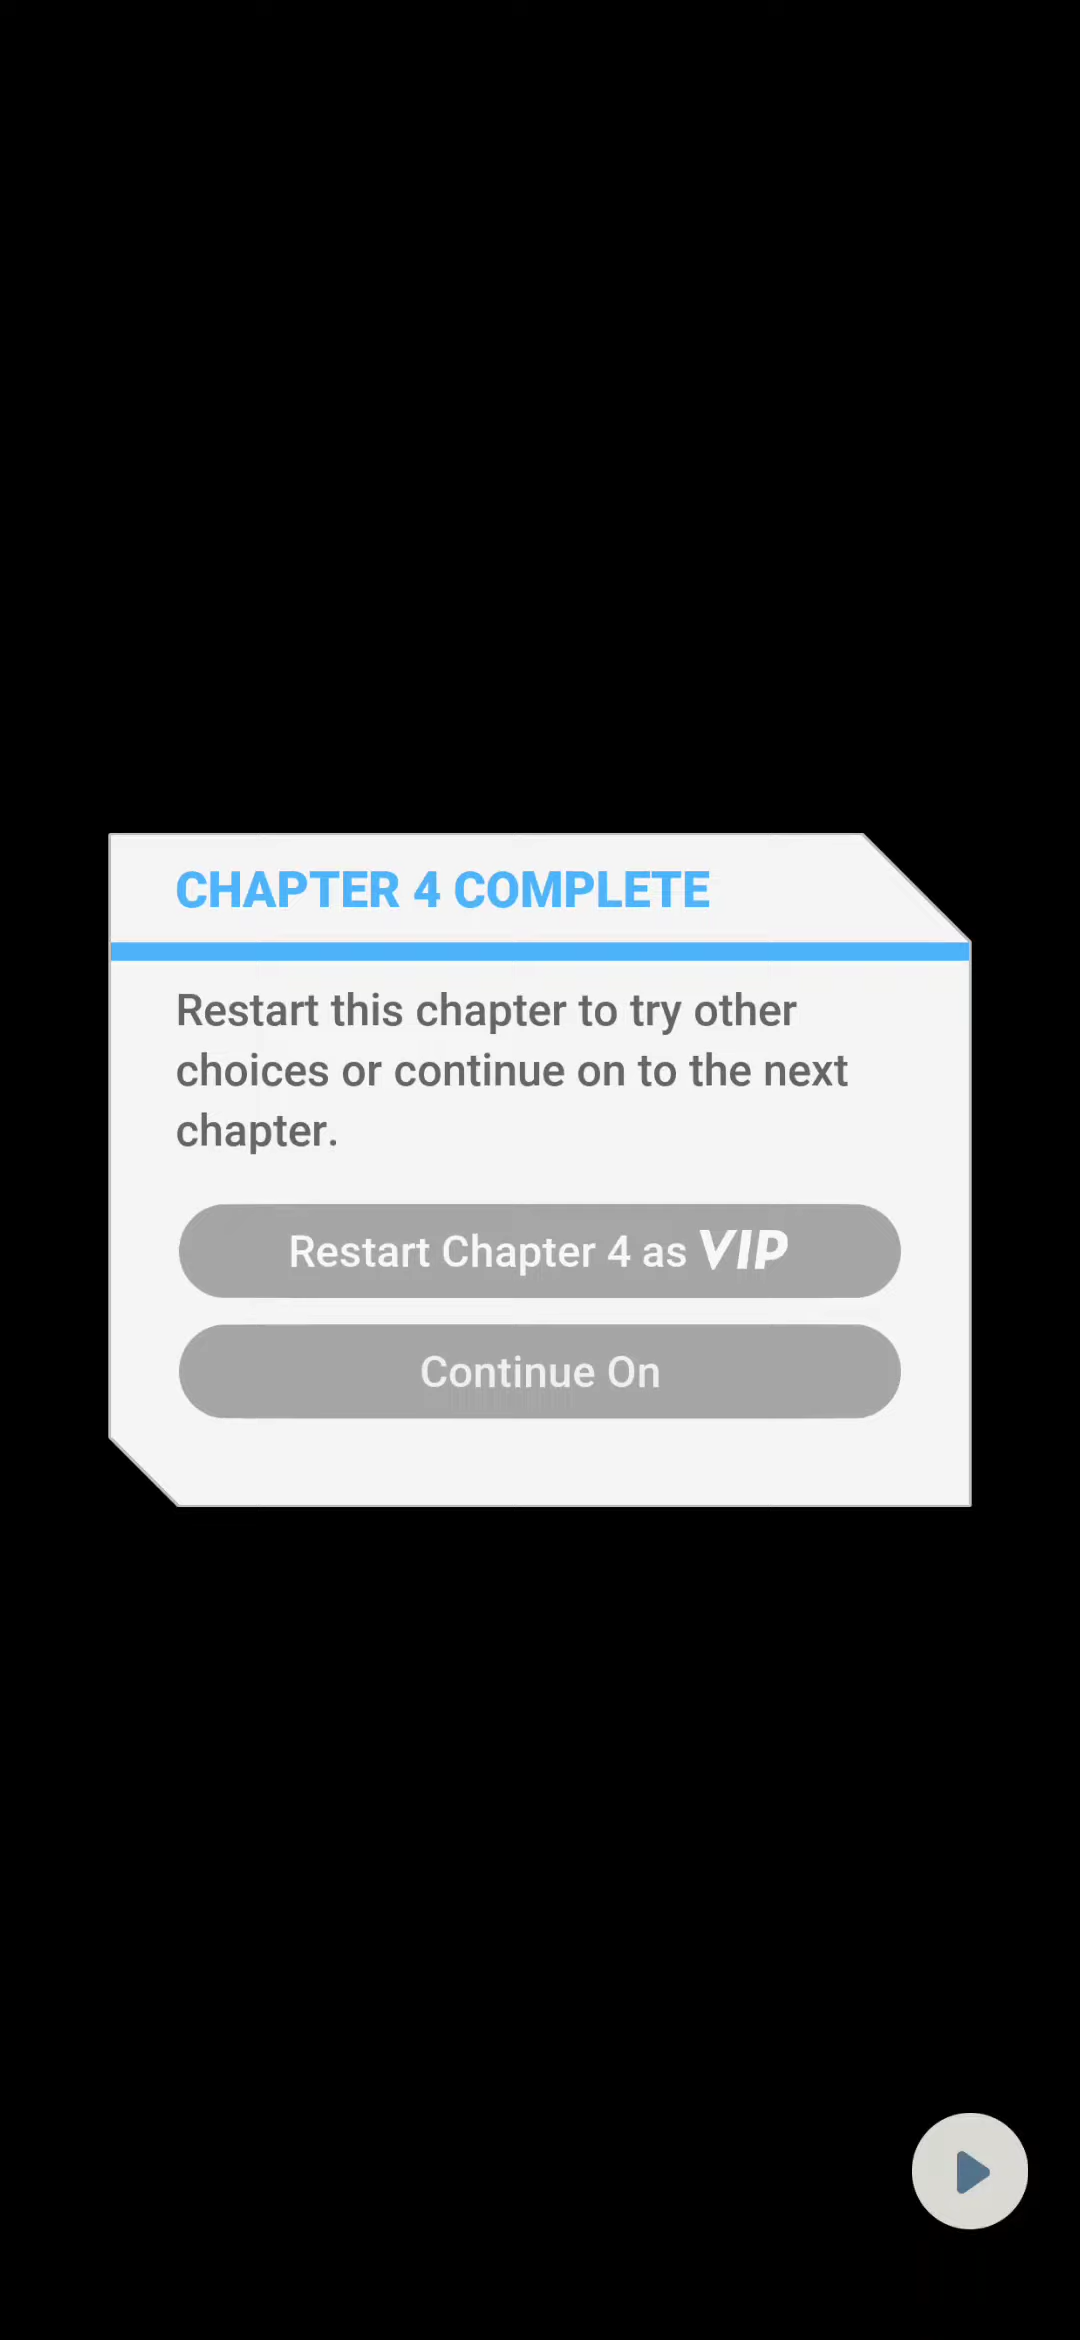 CHAPTER 4 COMPLETE
Restart this chapter to try other
choices or continue on to the next
chapter.
Restart Chapter 4 as VIP
Continue On